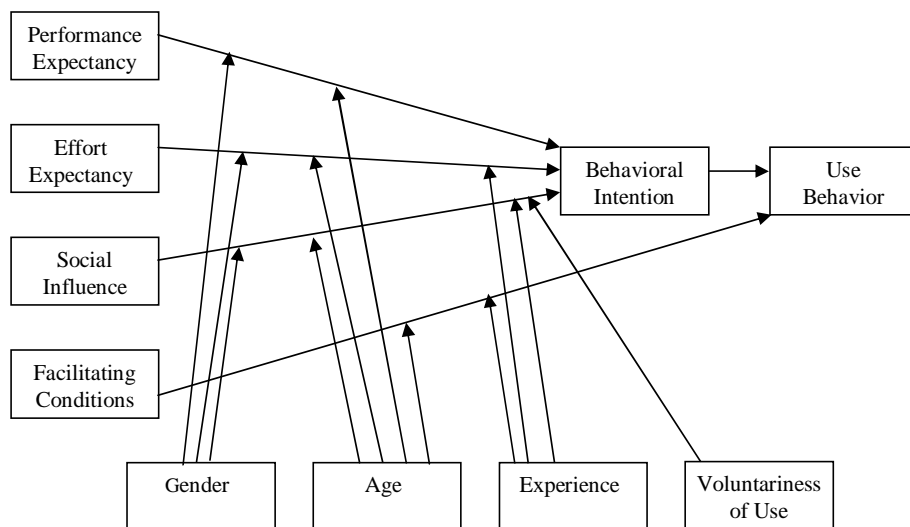 Performance
Expectancy
Effort
Expectancy
Behavioral
Intention
Use
Behavior
Social
Influence
Facilitating
Conditions
Gender
Age
Experience
Voluntariness
of Use